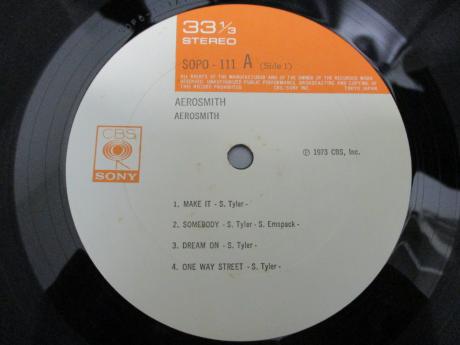 33 1/3
STEREO
SOPO - 111 A (Side 1)
ALL RIGHTS OF THE MANUFACTURER AND OF THE OWNER OF THE RECORDED WORK
RESERVED. UNAUTHORIZED PUBLIC PERFORMANCE BROADCASTING AND COPYING OF
THIS RECORD PROHIBITED CBS/SONY INC. TOKYO JAPAN
AEROSMITH
AEROSMITH
CBS
SONY
℗ 1973 CBS, Inc.
1. MAKE IT - S. Tyler -
2. SOMEBODY - S. Tyler - S. Emspack -
3. DREAM ON - S. Tyler -
4. ONE WAY STREET - S. Tyler -